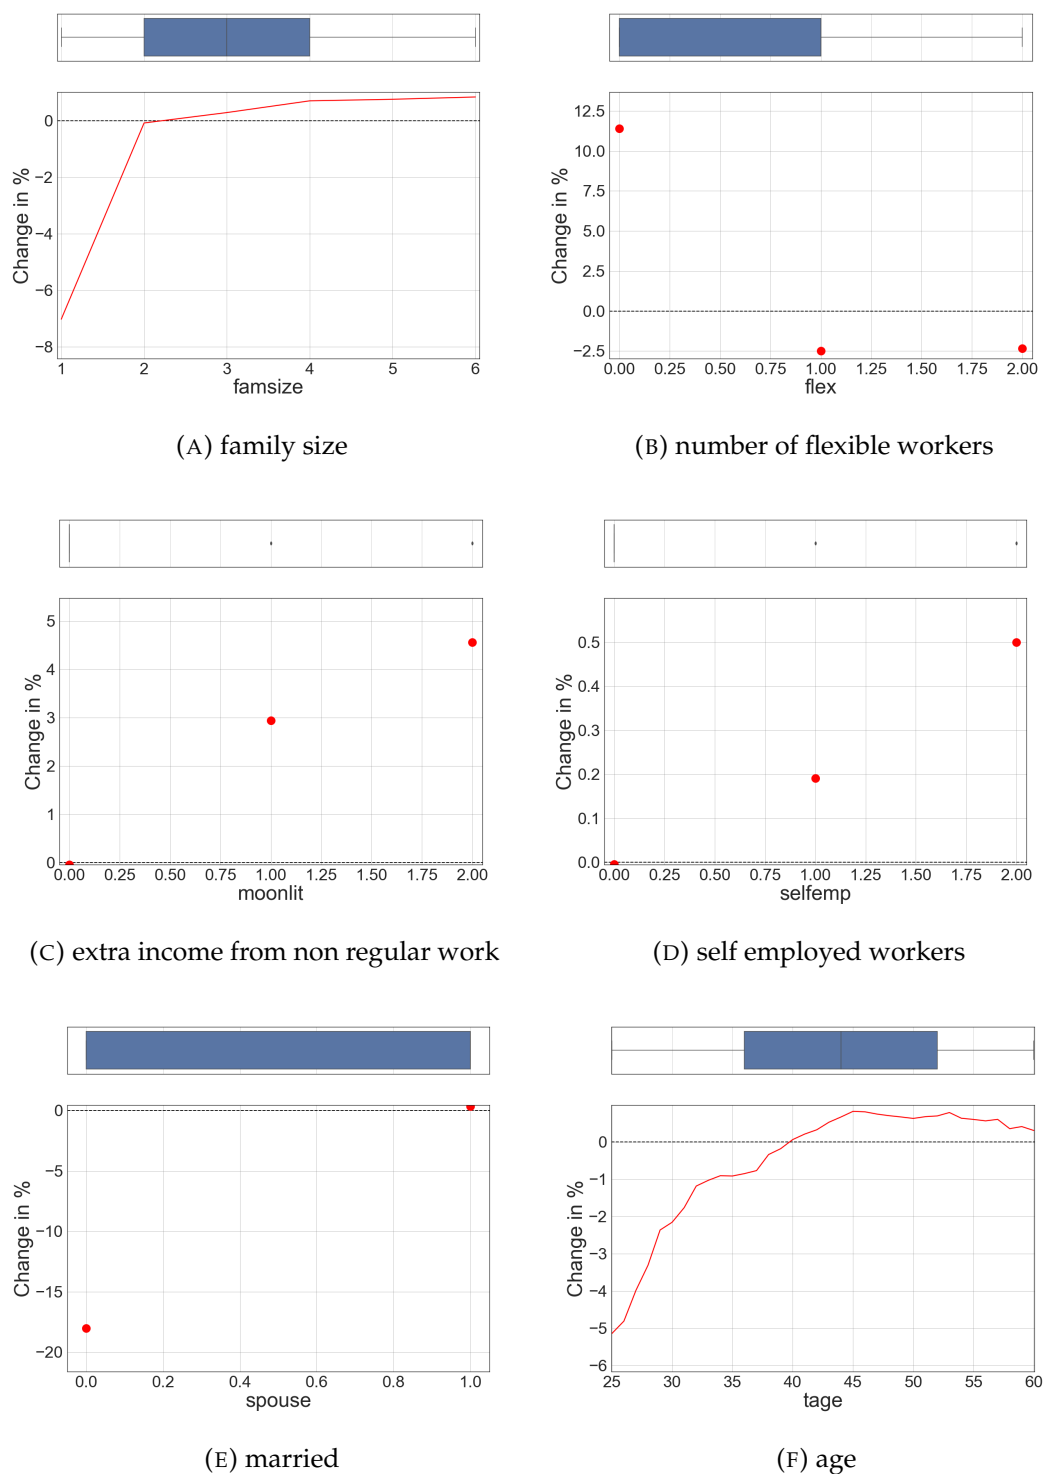 0
−2
−4
−6
−8
Change in %
1 2 3 4 5 6
famsize
(A) family size
12.5
10.0
7.5
5.0
2.5
0.0
−2.5
Change in %
0.00 0.25 0.50 0.75 1.00 1.25 1.50 1.75 2.00
flex
(B) number of flexible workers
5
4
3
2
1
0
Change in %
0.00 0.25 0.50 0.75 1.00 1.25 1.50 1.75 2.00
moonlit
(C) extra income from non regular work
0.5
0.4
0.3
0.2
0.1
0.0
Change in %
0.00 0.25 0.50 0.75 1.00 1.25 1.50 1.75 2.00
selfemp
(D) self employed workers
0
−5
−10
−15
−20
Change in %
0.0 0.2 0.4 0.6 0.8 1.0
spouse
(E) married
0
−1
−2
−3
−4
−5
−6
Change in %
25 30 35 40 45 50 55 60
tage
(F) age